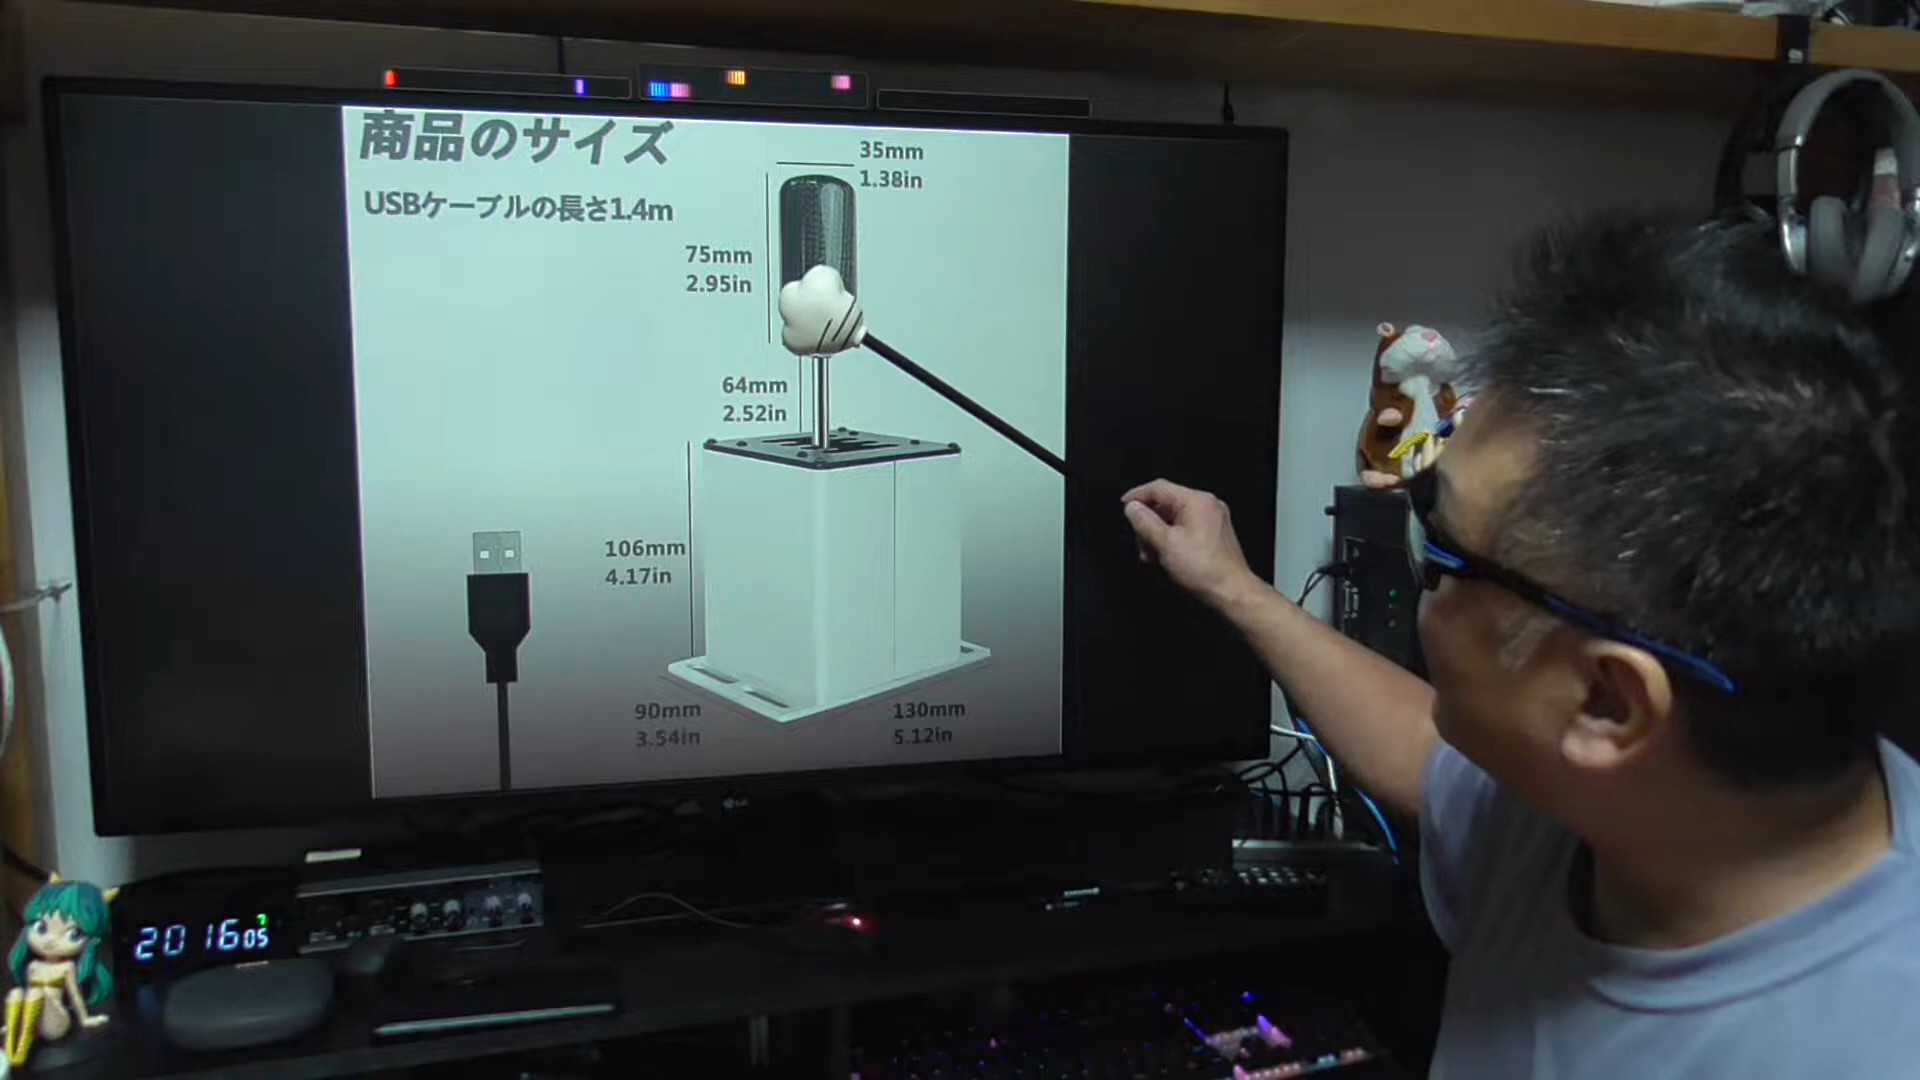 商品のサイズ
USBケーブルの長さ1.4m
35mm
1.38in
75mm
2.95in
64mm
2.52in
106mm
4.17in
90mm
3.54in
130mm
5.12in
LG
20 16 05